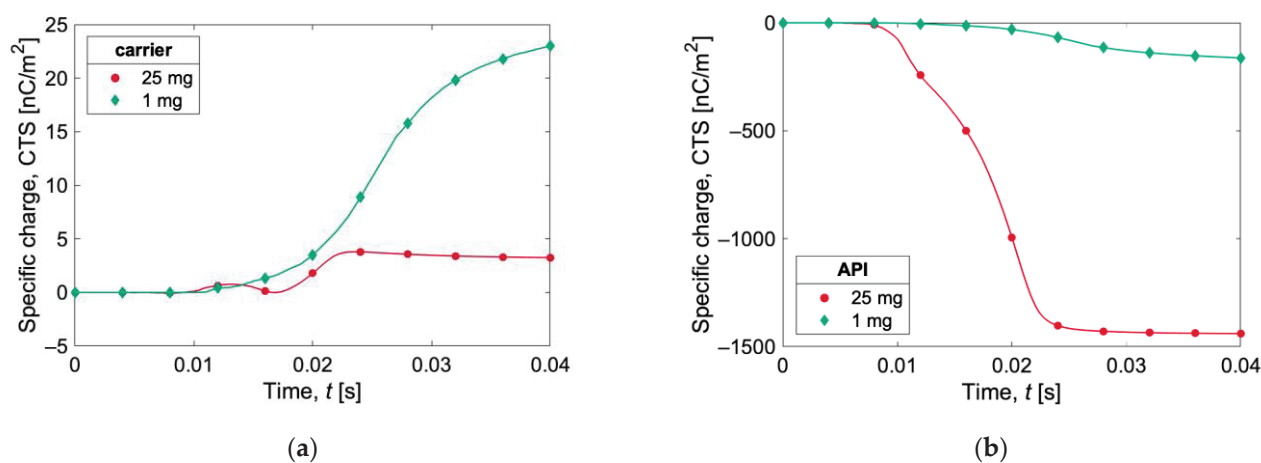 Specific charge, CTS [nC/m²]
25
20
15
10
5
0
−5
carrier
25 mg
1 mg
0 0.01 0.02 0.03 0.04
Time, t [s]
(a)
Specific charge, CTS [nC/m²]
0
−500
−1000
−1500
API
25 mg
1 mg
0 0.01 0.02 0.03 0.04
Time, t [s]
(b)